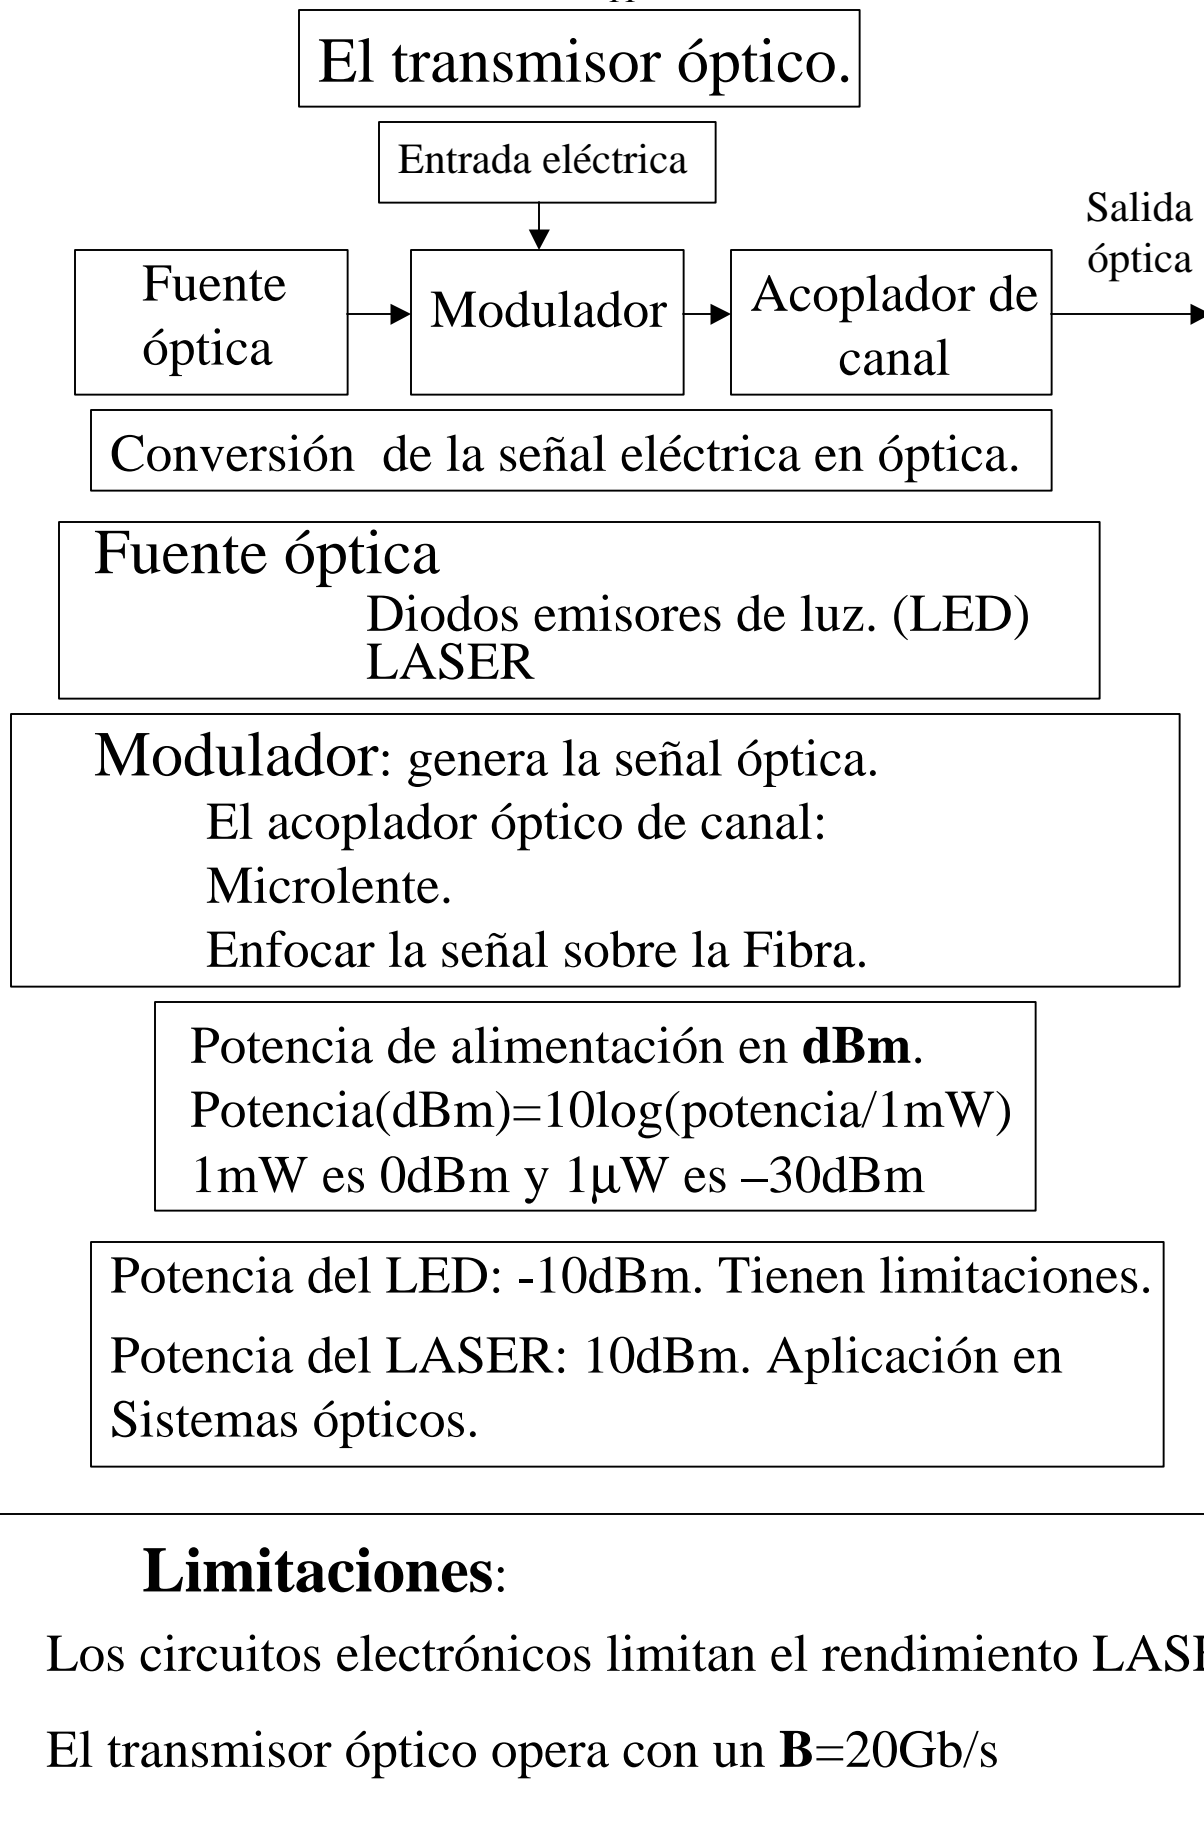 El transmisor óptico.
Entrada eléctrica
Salida
óptica
Fuente
óptica
Modulador
Acoplador de
canal
Conversión  de la señal eléctrica en óptica.
Fuente óptica
Diodos emisores de luz. (LED)
LASER
Modulador: genera la señal óptica.
El acoplador óptico de canal:
Microlente.
Enfocar la señal sobre la Fibra.
Potencia de alimentación en dBm.
Potencia(dBm)=10log(potencia/1mW)
1mW es 0dBm y 1μW es –30dBm
Potencia del LED: -10dBm. Tienen limitaciones.
Potencia del LASER: 10dBm. Aplicación en
Sistemas ópticos.
Limitaciones:
Los circuitos electrónicos limitan el rendimiento
El transmisor óptico opera con un B=20Gb/s